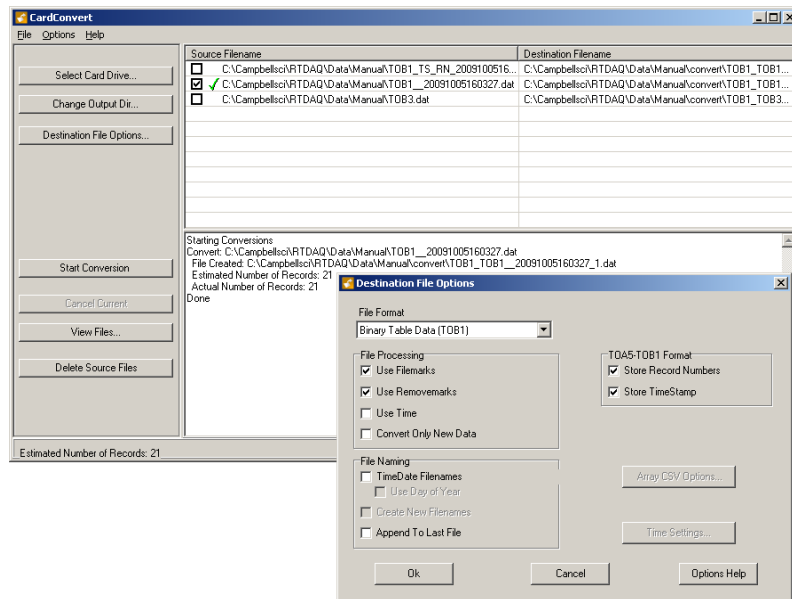 CardConvert
File Options Help
Select Card Drive...
Change Output Dir...
Destination File Options...
Start Conversion
Cancel Current
View Files...
Delete Source Files
Source Filename Destination Filename
C:\Campbellsci\RTDAQ\Data\Manual\TOB1_TS_RN_2009100516... C:\Campbellsci\RTDAQ\Data\Manual\convert\TOB1_TOB1...
C:\Campbellsci\RTDAQ\Data\Manual\TOB1__20091005160327.dat C:\Campbellsci\RTDAQ\Data\Manual\convert\TOB1_TOB1...
C:\Campbellsci\RTDAQ\Data\Manual\TOB3.dat C:\Campbellsci\RTDAQ\Data\Manual\convert\TOB1_TOB3...
Starting Conversions
Convert: C:\Campbellsci\RTDAQ\Data\Manual\TOB1__20091005160327.dat
File Created: C:\Campbellsci\RTDAQ\Data\Manual\convert\TOB1_TOB1__20091005160327_1.dat
Estimated Number of Records: 21
Actual Number of Records: 21
Done
Estimated Number of Records: 21
Destination File Options
File Format
Binary Table Data (TOB1)
File Processing
Use Filemarks
Use Removemarks
Use Time
Convert Only New Data
TOA5-TOB1 Format
Store Record Numbers
Store TimeStamp
File Naming
TimeDate Filenames
Use Day of Year
Create New Filenames
Append To Last File
Array CSV Options...
Time Settings...
Ok Cancel Options Help